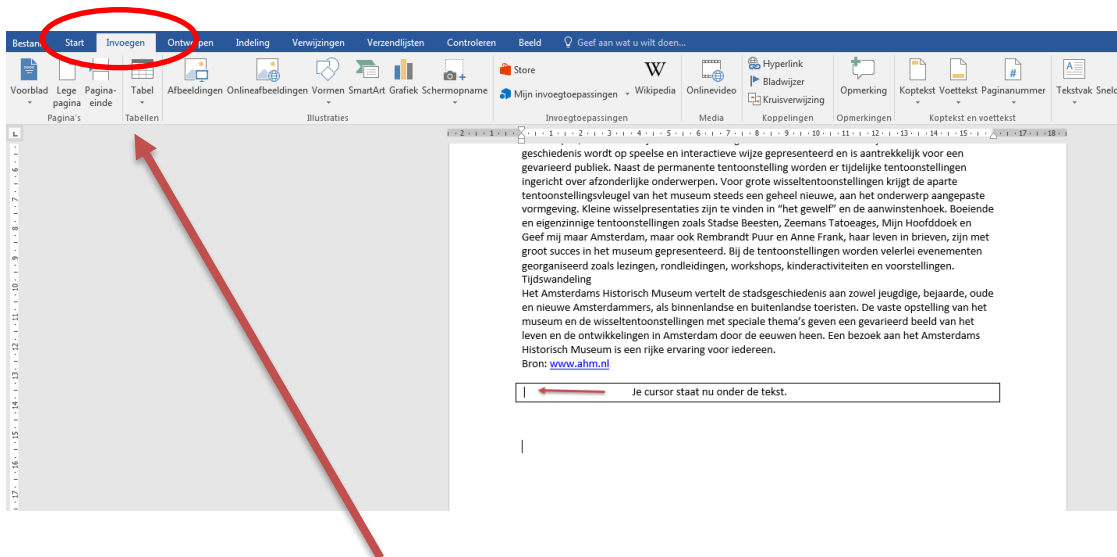 Bestand Start Invoegen Ontwerpen Indeling Verwijzingen Verzendlijsten Controleren Beeld Geef aan wat u wilt doen...
Voorblad Lege pagina Pagina-einde Tabel Afbeeldingen Onlineafbeeldingen Vormen SmartArt Grafiek Schermopname Store Mijn invoegtoepassingen W Wikipedia Onlinevideo Hyperlink Bladwijzer Kruisverwijzing Opmerking Koptekst Voettekst Paginanummer Tekstvak
Pagina's Tabellen Illustraties Invoegtoepassingen Media Koppelingen Opmerkingen Koptekst en voettekst
geschiedenis wordt op speelse en interactieve wijze gepresenteerd en is aantrekkelijk voor een
gevarieerd publiek. Naast de permanente tentoonstelling worden er tijdelijke tentoonstellingen
ingericht over afzonderlijke onderwerpen. Voor grote wisseltentoonstellingen krijgt de aparte
tentoonstellingsvleugel van het museum steeds een geheel nieuwe, aan het onderwerp aangepaste
vormgeving. Kleine wisselpresentaties zijn te vinden in “het gewelf” en de aanwinstenhoek. Boeiende
en eigenzinnige tentoonstellingen zoals Stadse Beesten, Zeemans Tatoeages, Mijn Hoofddoek en
Geef mij maar Amsterdam, maar ook Rembrandt Puur en Anne Frank, haar leven in brieven, zijn met
groot succes in het museum gepresenteerd. Bij de tentoonstellingen worden velerlei evenementen
georganiseerd zoals lezingen, rondleidingen, workshops, kinderactiviteiten en voorstellingen.
Tijdswandeling
Het Amsterdams Historisch Museum vertelt de stadsgeschiedenis aan zowel jeugdige, bejaarde, oude
en nieuwe Amsterdammers, als binnenlandse en buitenlandse toeristen. De vaste opstelling van het
museum en de wisseltentoonstellingen met speciale thema’s geven een gevarieerd beeld van het
leven en de ontwikkelingen in Amsterdam door de eeuwen heen. Een bezoek aan het Amsterdams
Historisch Museum is een rijke ervaring voor iedereen.
Bron: www.ahm.nl
Je cursor staat nu onder de tekst.